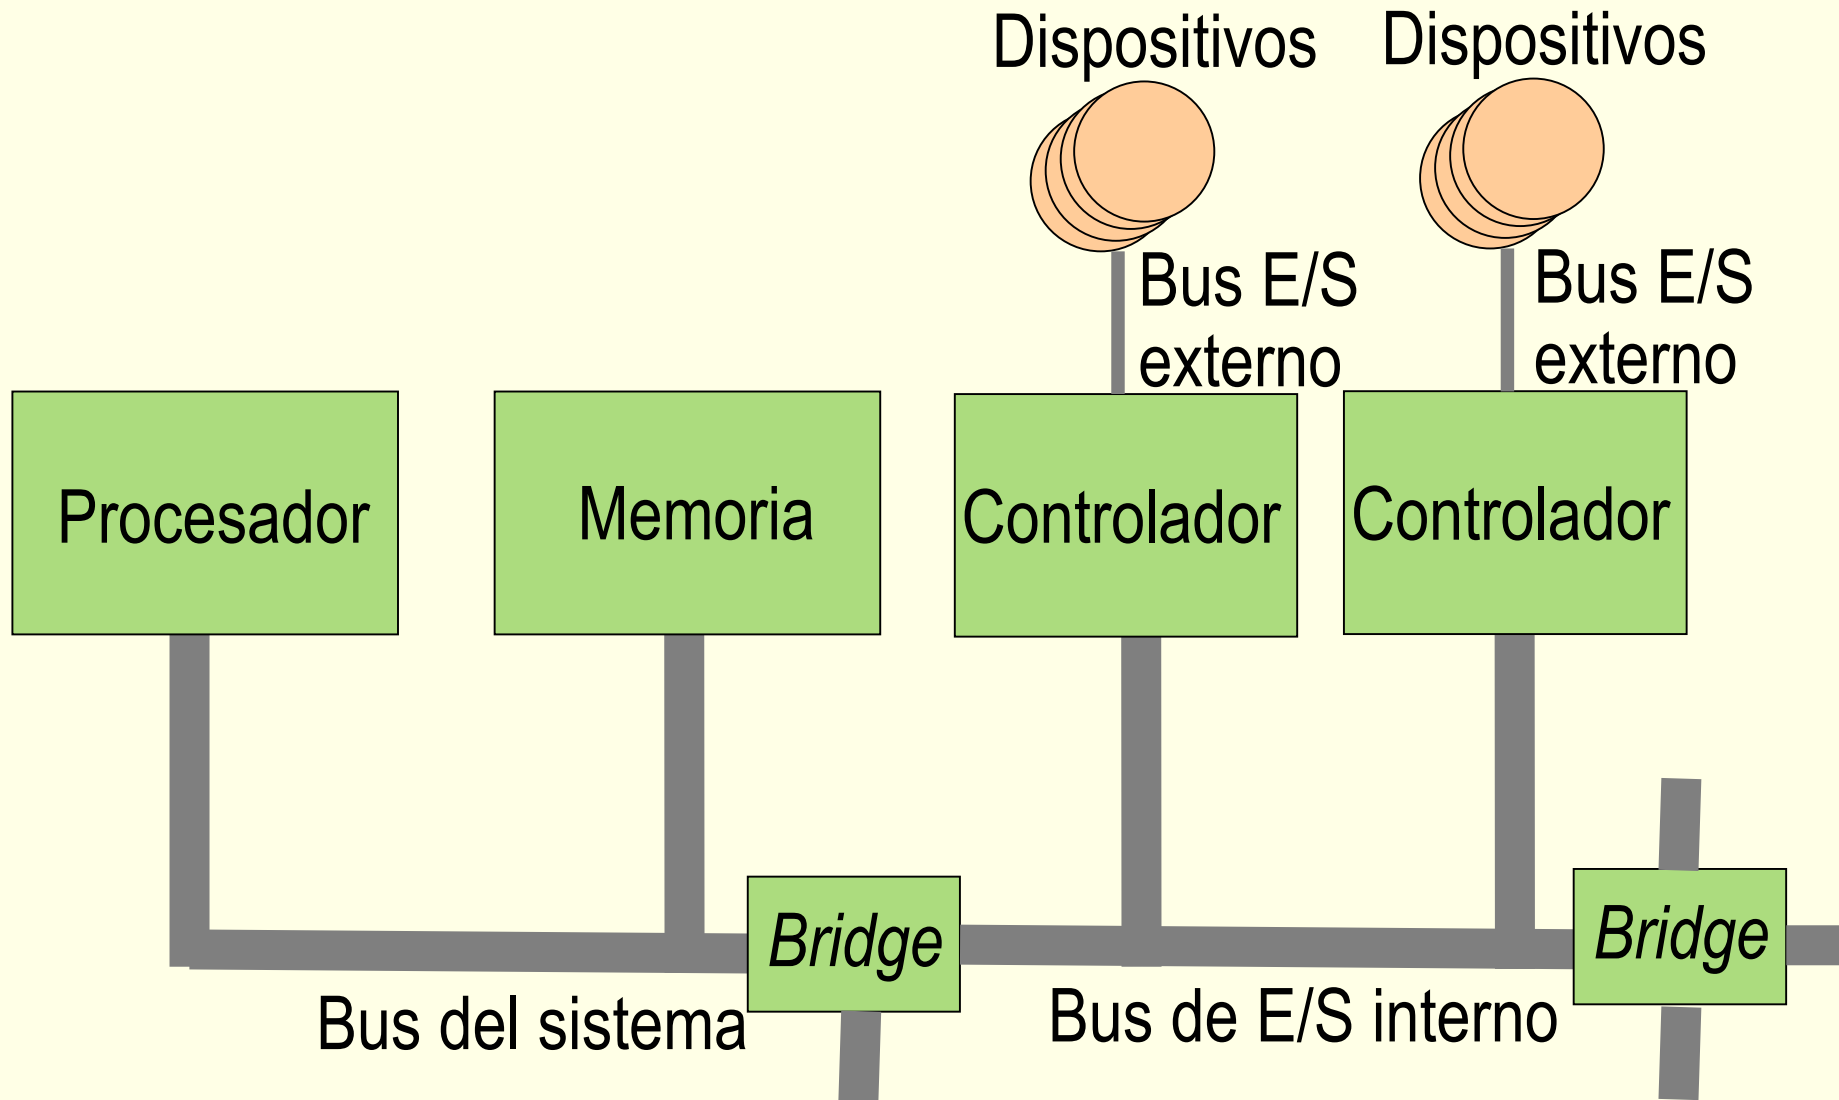 Dispositivos
Dispositivos
Bus E/S
externo
Bus E/S
externo
Procesador
Memoria
Controlador
Controlador
Bridge
Bridge
Bus del sistema
Bus de E/S interno